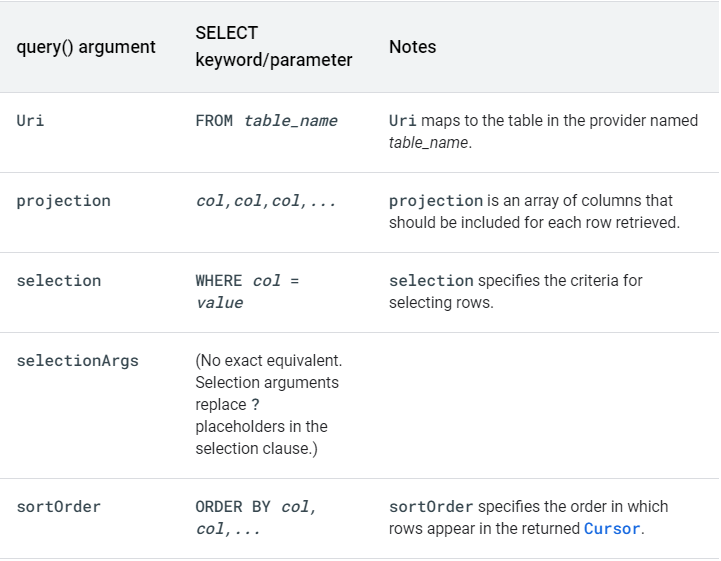 query() argument
SELECT
keyword/parameter
Notes
Uri
FROM table_name
Uri maps to the table in the provider named
table_name.
projection
col,col,col,...
projection is an array of columns that
should be included for each row retrieved.
selection
WHERE col =
value
selection specifies the criteria for
selecting rows.
selectionArgs
(No exact equivalent.
Selection arguments
replace ?
placeholders in the
selection clause.)
sortOrder
ORDER BY col,
col,...
sortOrder specifies the order in which
rows appear in the returned Cursor.